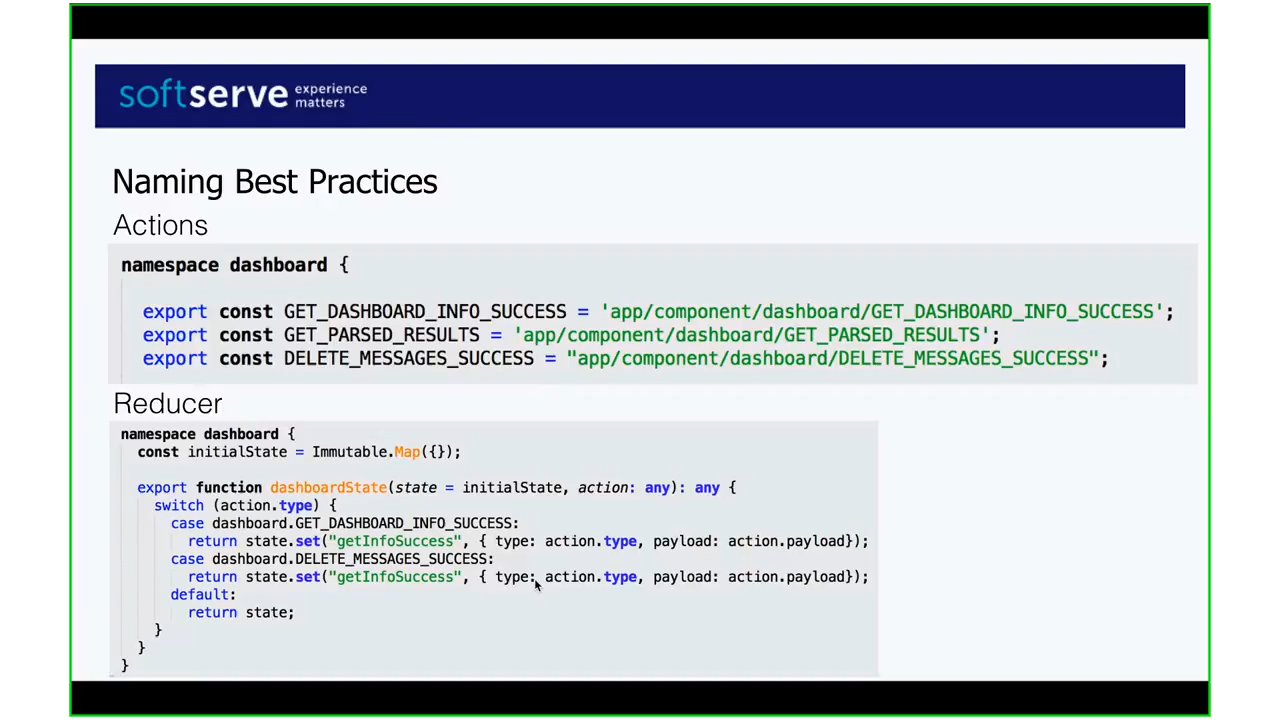 softserve experience matters
Naming Best Practices
Actions
namespace dashboard {
export const GET_DASHBOARD_INFO_SUCCESS = 'app/component/dashboard/GET_DASHBOARD_INFO_SUCCESS';
export const GET_PARSED_RESULTS = 'app/component/dashboard/GET_PARSED_RESULTS';
export const DELETE_MESSAGES_SUCCESS = "app/component/dashboard/DELETE_MESSAGES_SUCCESS";
Reducer
namespace dashboard {
const initialState = Immutable.Map({});
export function dashboardState(state = initialState, action: any): any {
switch (action.type) {
case dashboard.GET_DASHBOARD_INFO_SUCCESS:
return state.set("getInfoSuccess", { type: action.type, payload: action.payload});
case dashboard.DELETE_MESSAGES_SUCCESS:
return state.set("getInfoSuccess", { type: action.type, payload: action.payload});
default:
return state;
}
}
}